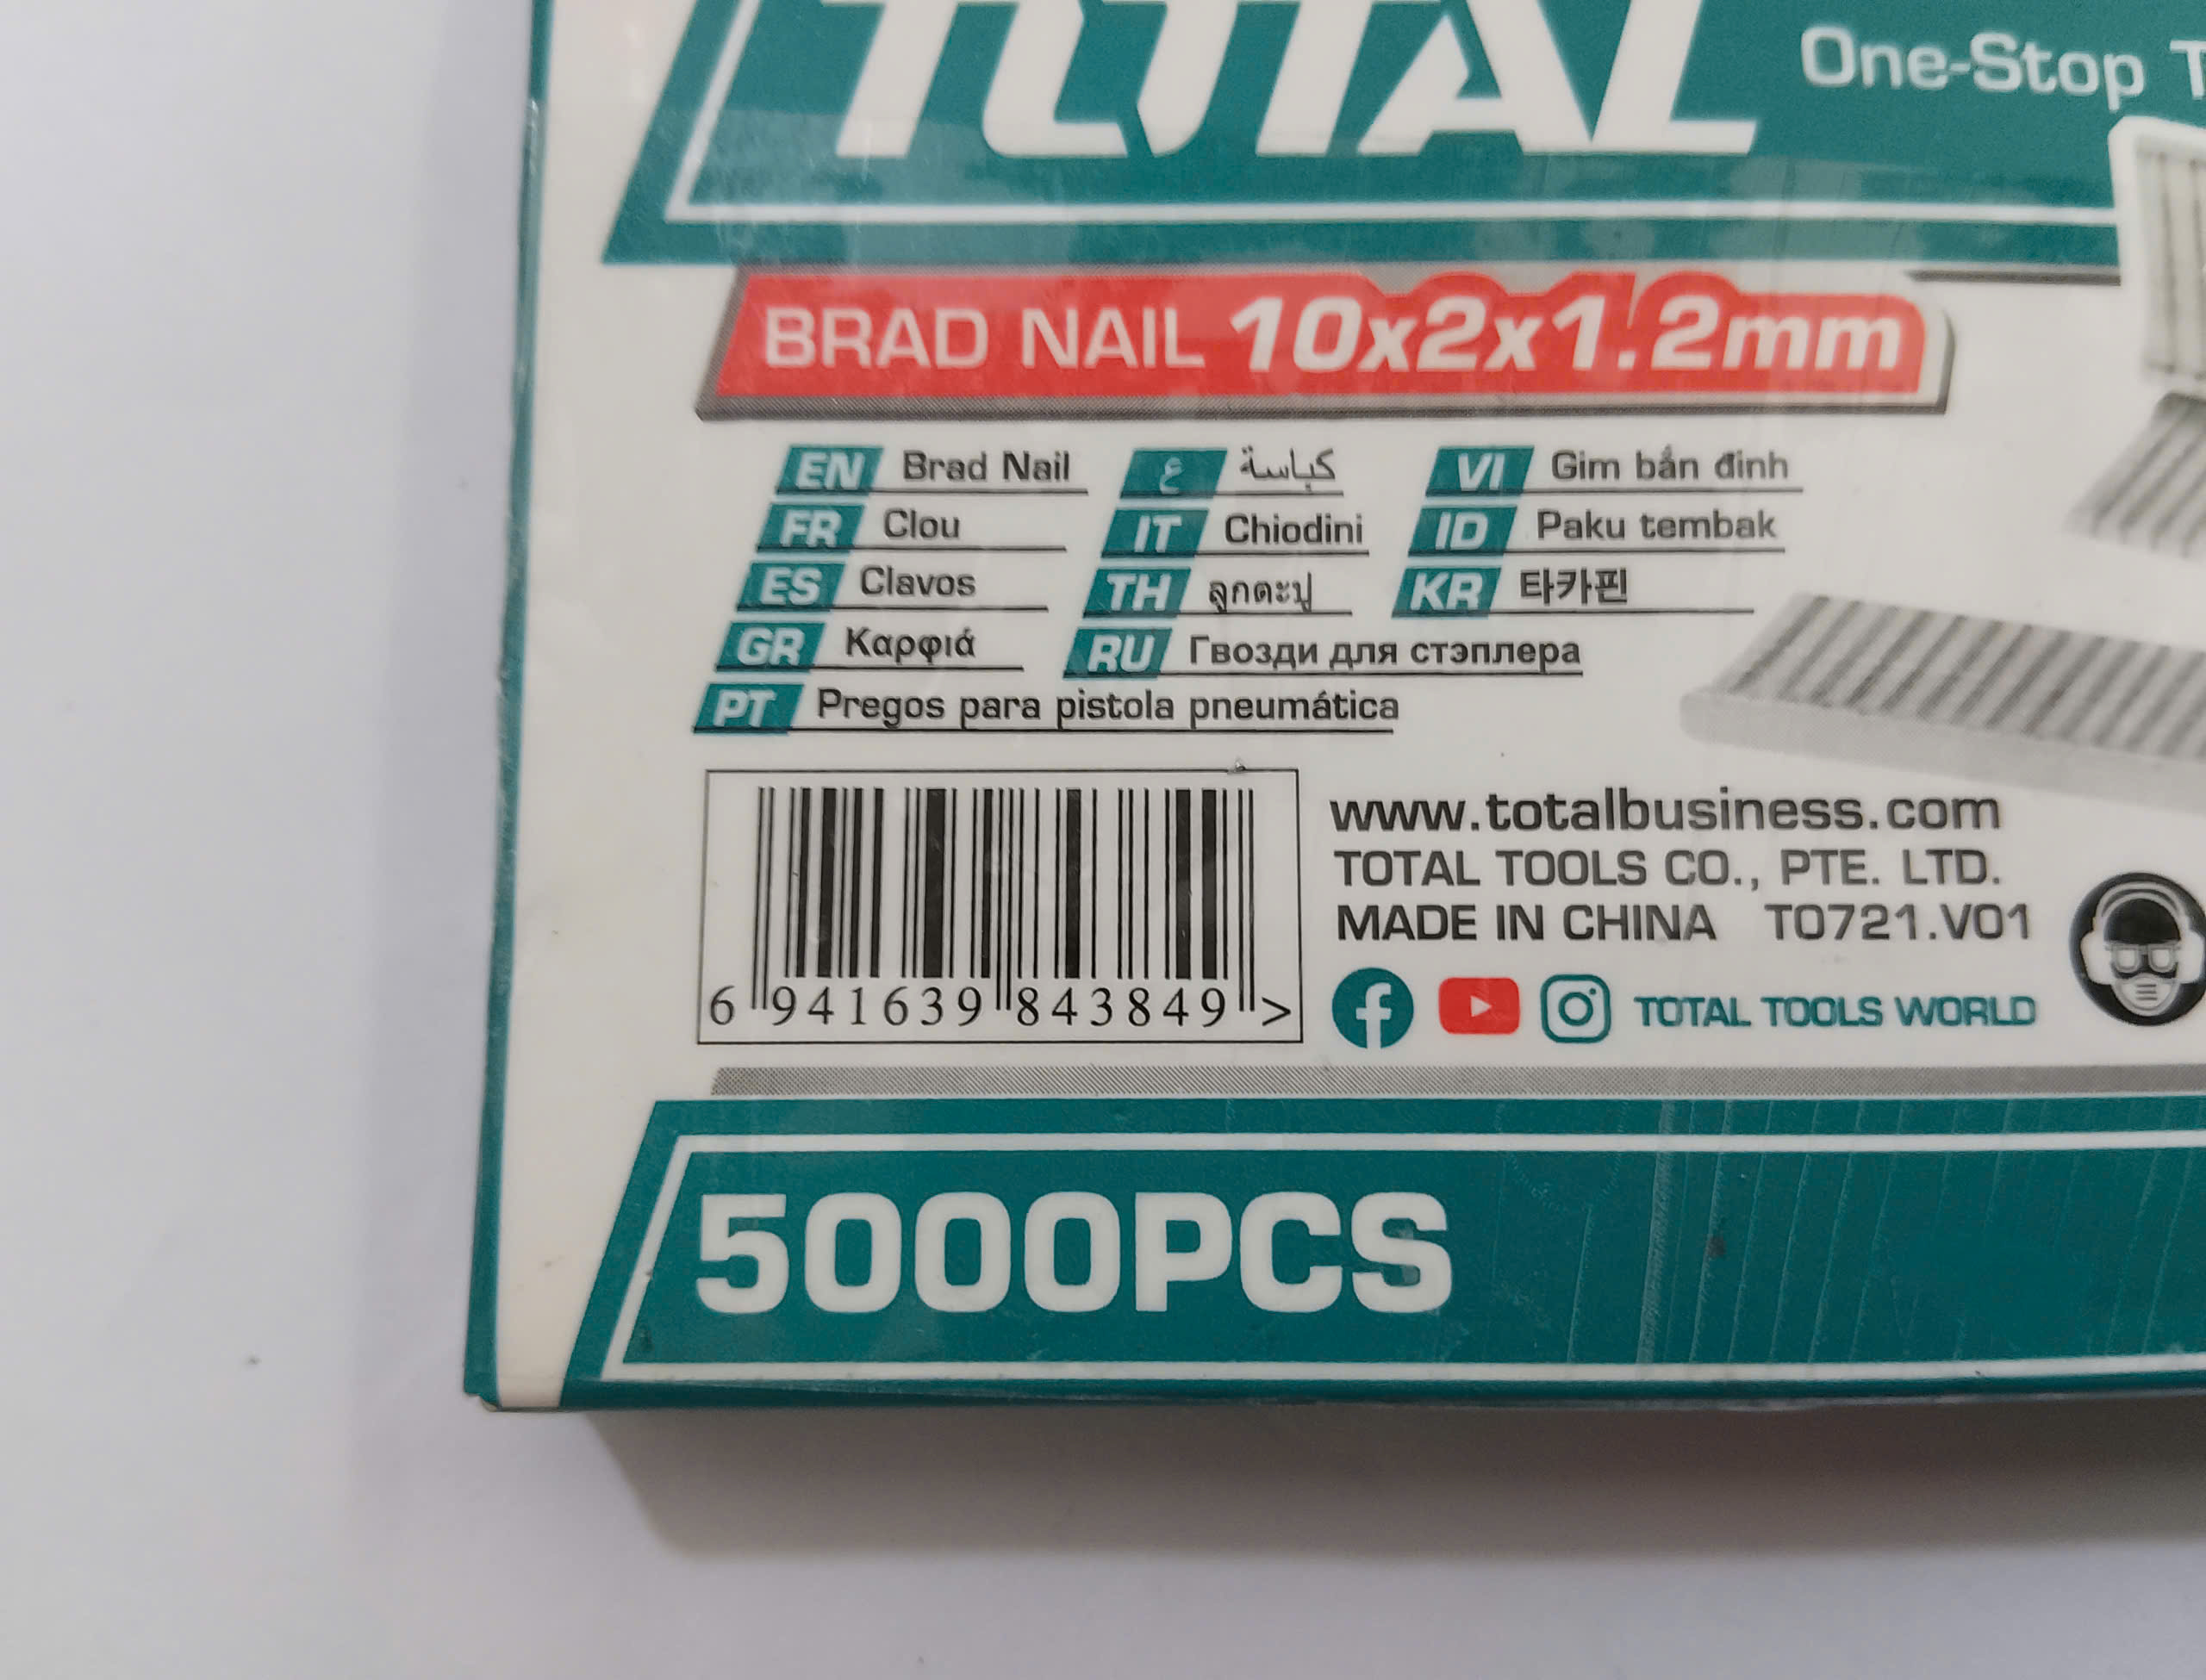 TOTAL One-Stop
BRAD NAIL 10x2x1.2mm
EN Brad Nail ع كباسة VI Gim bắn đinh
FR Clou IT Chiodini ID Paku tembak
ES Clavos TH ลูกตะปู KR 타카핀
GR Καρφιά RU Гвозди для стэплера
PT Pregos para pistola pneumática
www.totalbusiness.com
TOTAL TOOLS CO., PTE. LTD.
MADE IN CHINA T0721.V01
6 941639 843849 >
TOTAL TOOLS WORLD
5000PCS